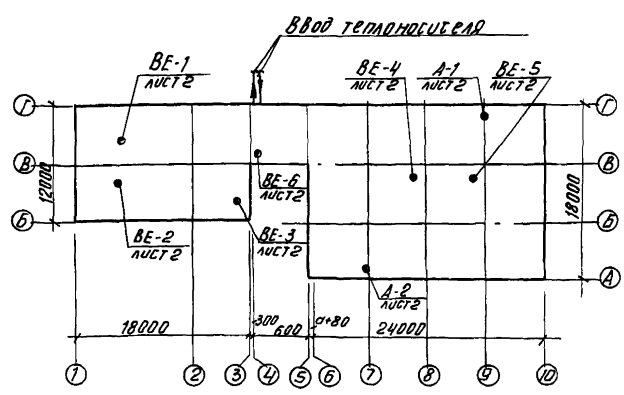 Ввод теплоносителя
ВЕ-1
лист 2
ВЕ-4
лист 2
А-1
лист 2
ВЕ-5
лист 2
Г
Г
В
В
12000
18000
ВЕ-6
лист 2
Б
Б
ВЕ-2
лист 2
ВЕ-3
лист 2
А
А-2
лист 2
18000
300
600
а+80
24000
1
2
3
4
5
6
7
8
9
10